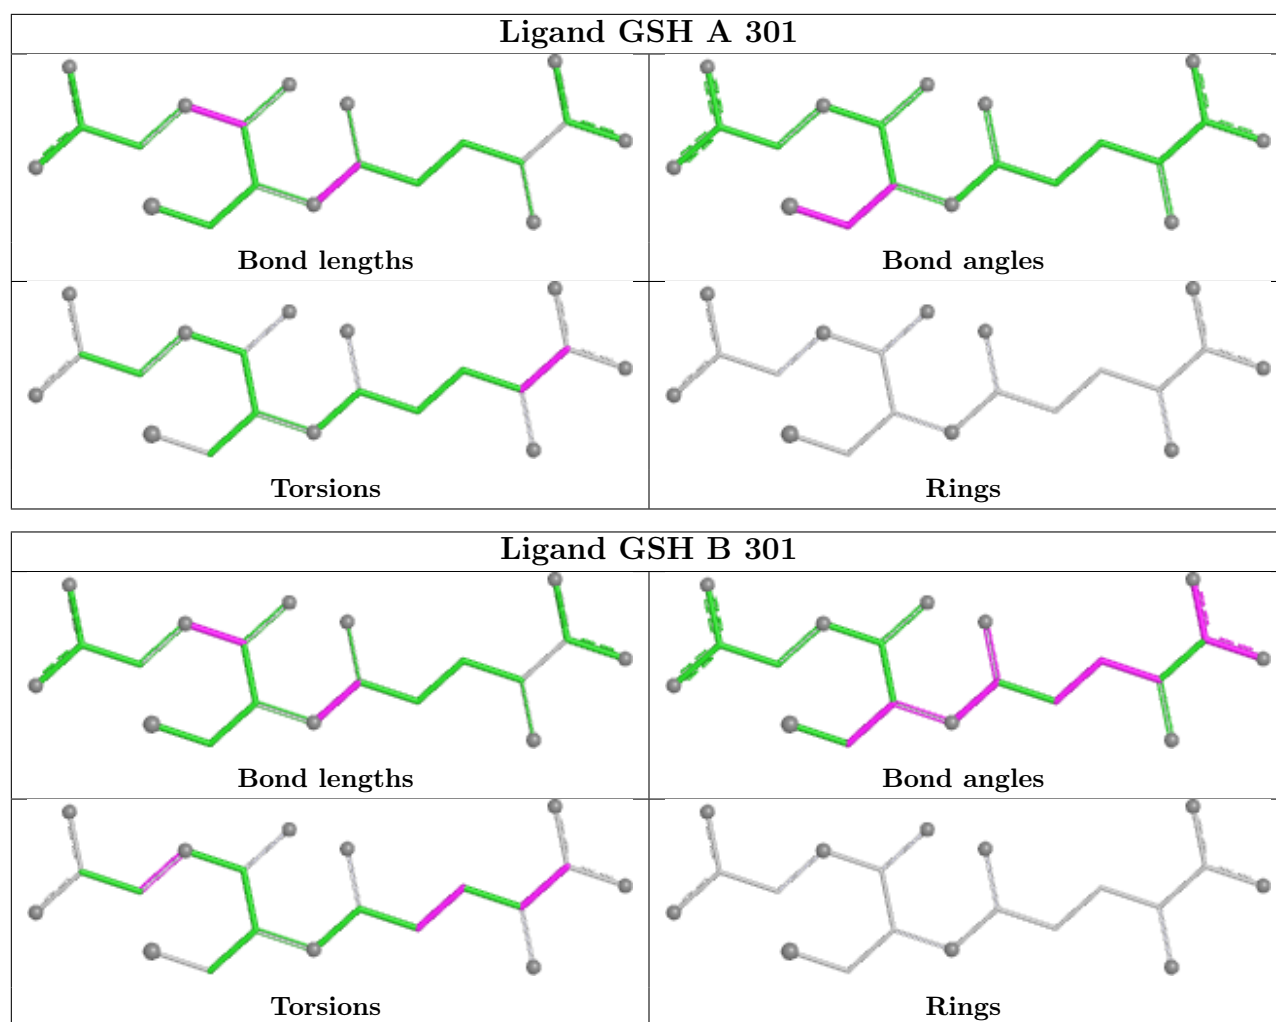 Ligand GSH A 301
Bond lengths
Bond angles
Torsions
Rings
Ligand GSH B 301
Bond lengths
Bond angles
Torsions
Rings